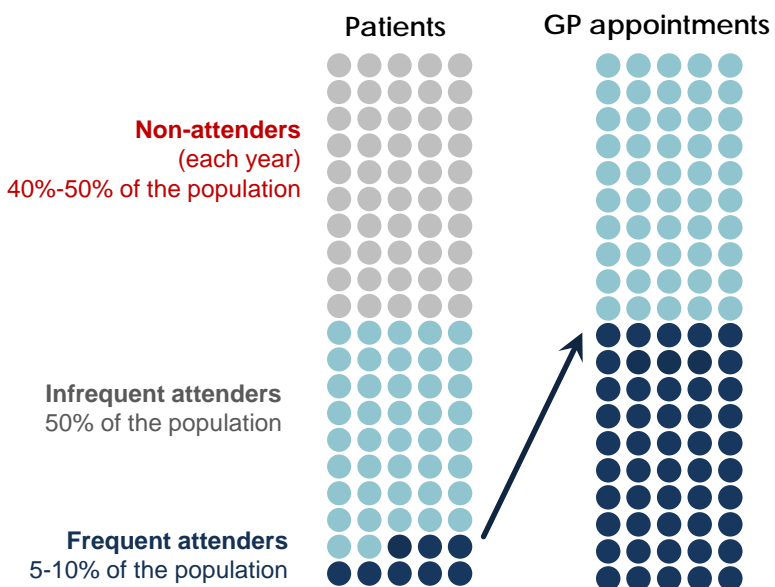 Patients
GP appointments
Non-attenders
(each year)
40%-50% of the population
Infrequent attenders
50% of the population
Frequent attenders
5-10% of the population